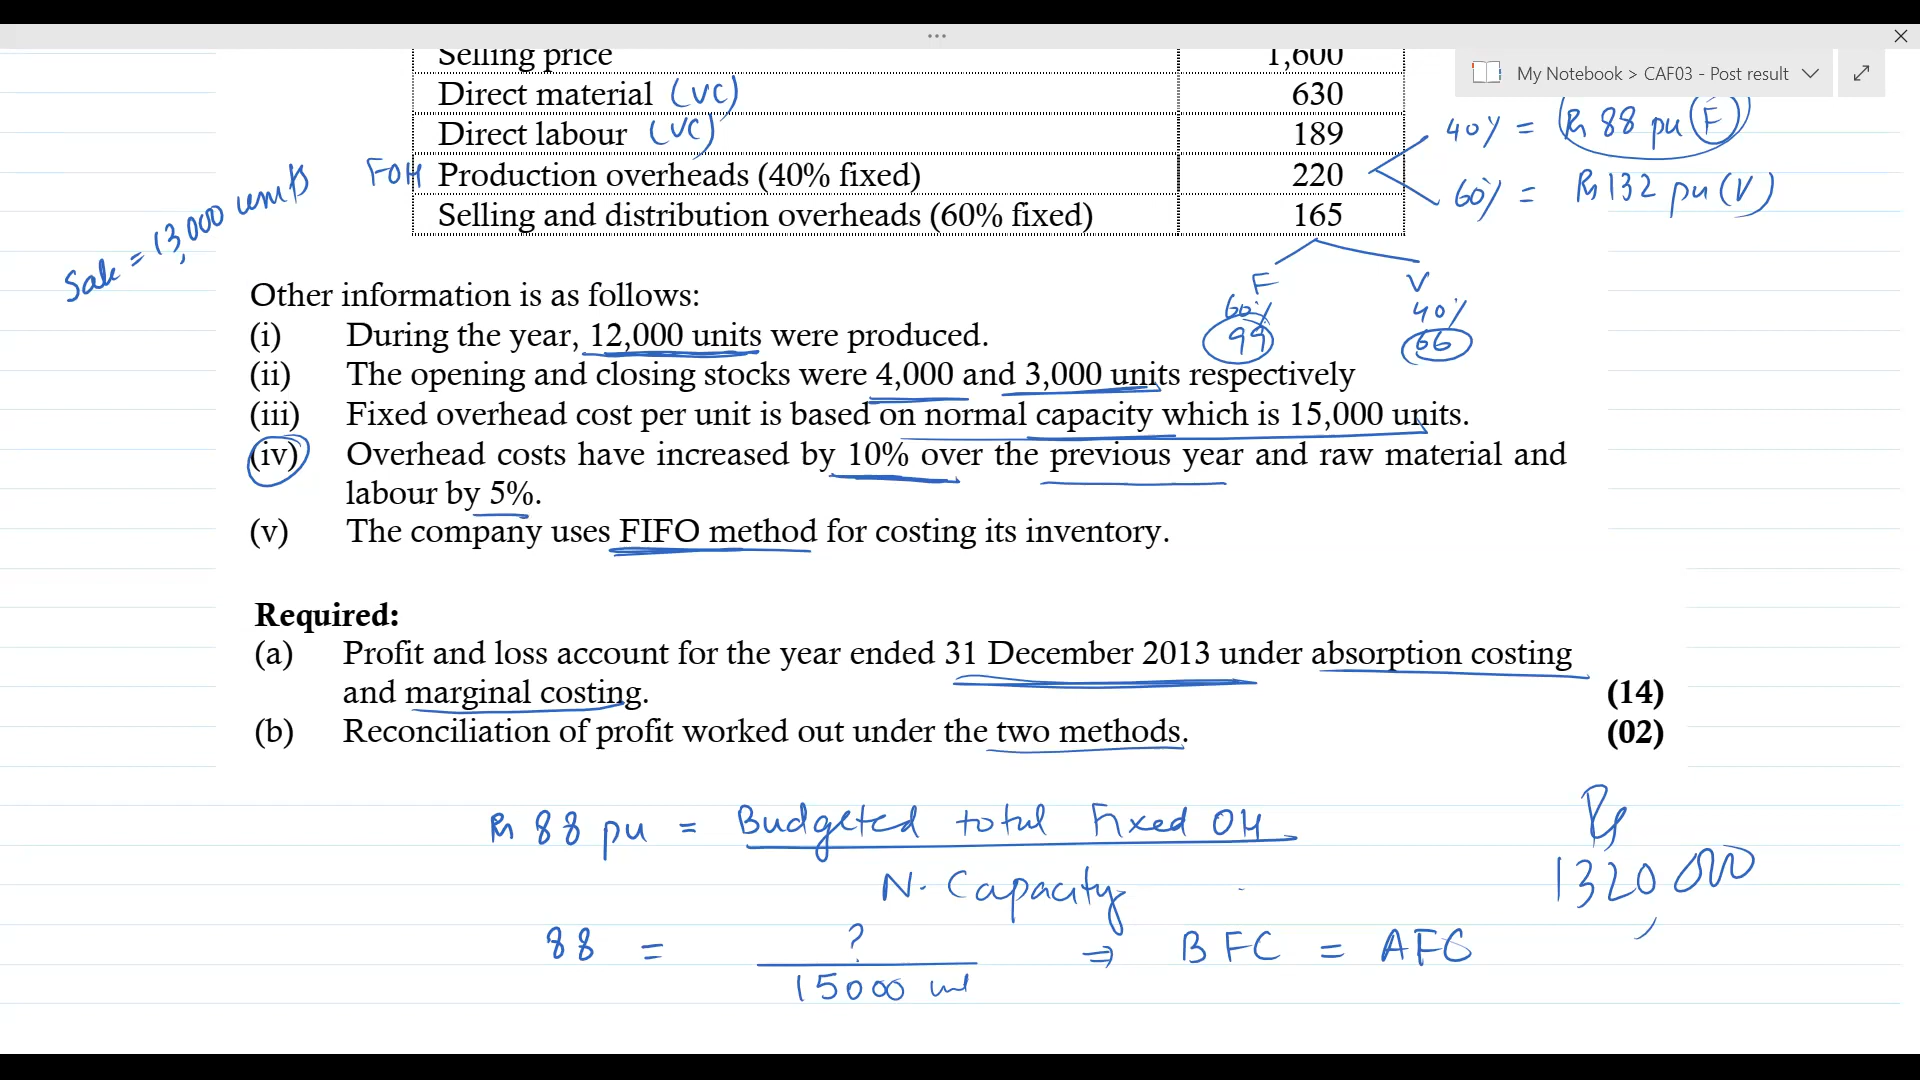 Selling price 1,600
My Notebook > CAF03 - Post result
Direct material (VC) 630
40% = Rs 88 pu (F)
Direct labour (VC) 189
FOH Production overheads (40% fixed) 220
60% = Rs 132 pu (V)
Selling and distribution overheads (60% fixed) 165
Sale = 13,000 units
F V
60% 40%
99 66
Other information is as follows:
(i) During the year, 12,000 units were produced.
(ii) The opening and closing stocks were 4,000 and 3,000 units respectively
(iii) Fixed overhead cost per unit is based on normal capacity which is 15,000 units.
(iv) Overhead costs have increased by 10% over the previous year and raw material and
labour by 5%.
(v) The company uses FIFO method for costing its inventory.
Required:
(a) Profit and loss account for the year ended 31 December 2013 under absorption costing
and marginal costing. (14)
(b) Reconciliation of profit worked out under the two methods. (02)
Rs 88 pu = Budgeted total Fixed OH
N. Capacity
Rs
1320,000
88 = ? ⇒ BFC = AFC
15000 unt